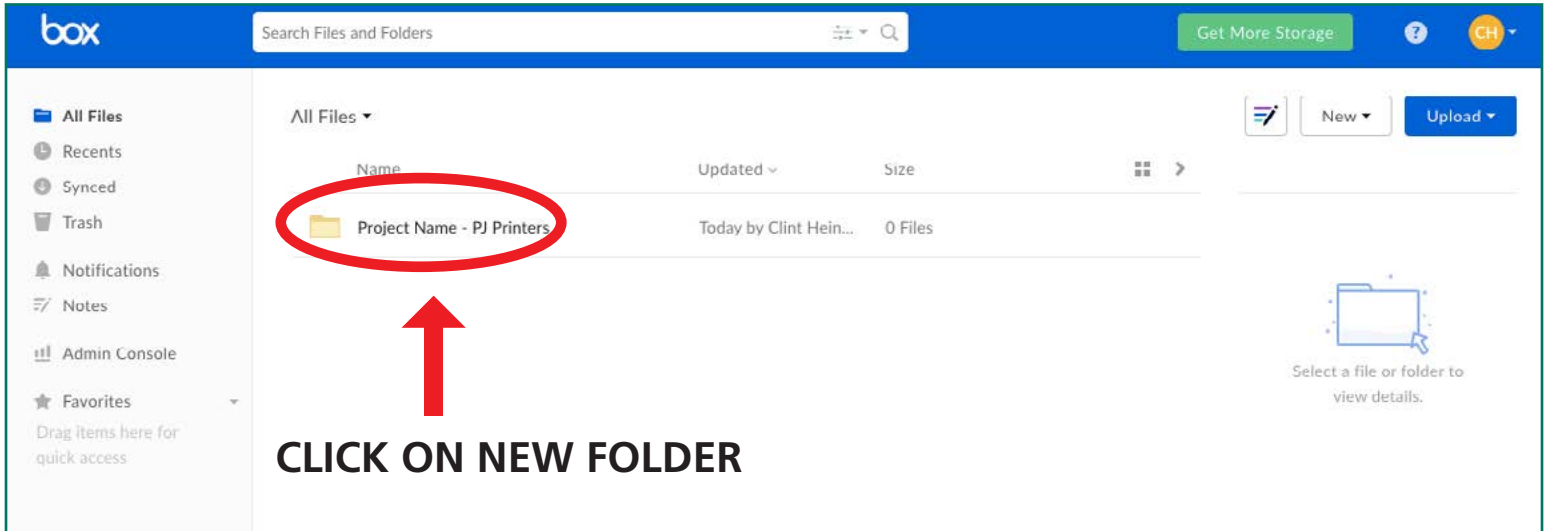 box
Search Files and Folders
Get More Storage
?
CH
All Files
Recents
Synced
Trash
Notifications
Notes
Admin Console
Favorites
Drag items here for
quick access
All Files
New
Upload
Name
Updated
Size
Project Name - PJ Printers
Today by Clint Hein...
0 Files
Select a file or folder to
view details.
CLICK ON NEW FOLDER